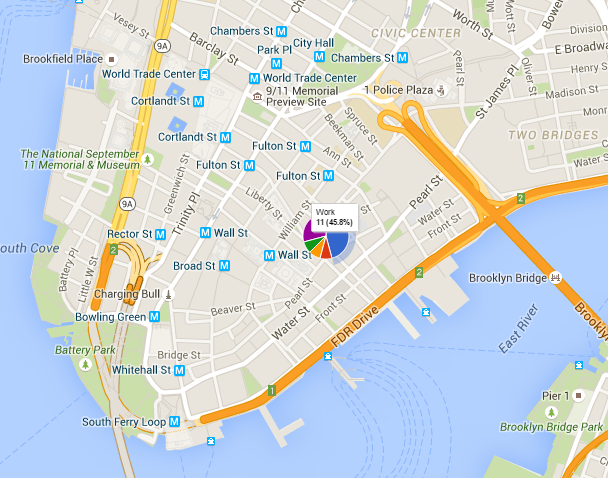 Vesey St
9A
Barclay St
Chambers St
City Hall
Park Pl
Chambers St
Worth St
CIVIC CENTER
Mott St
Bowery
E Broadway
Brookfield Place
World Trade Center
World Trade Center
9/11 Memorial
Preview Site
1 Police Plaza
Pearl St
St James Pl
Oliver St
Henry S
Madison St
Monr
Cortlandt St
Cortlandt St
Spruce St
Beekman St
Ann St
TWO BRIDGES
Water S
The National September
11 Memorial & Museum
Greenwich St
Fulton St
Fulton St
Fulton St
9A
Trinity Pl
Liberty St
William St
Work
11 (45.8%)
Pearl St
Water St
Front St
2
outh Cove
Rector St
Wall St
2
Battery Pl
Little W St
Broad St
Wall St
2
Brooklyn Bridge
Charging Bull
Bowling Green
Beaver St
Pearl St
Water St
Front St
FDR Drive
East River
Brooklyn
Battery Park
Bridge St
Whitehall St
1
South Ferry Loop
Pier 1
Brooklyn Bridge Park
Co